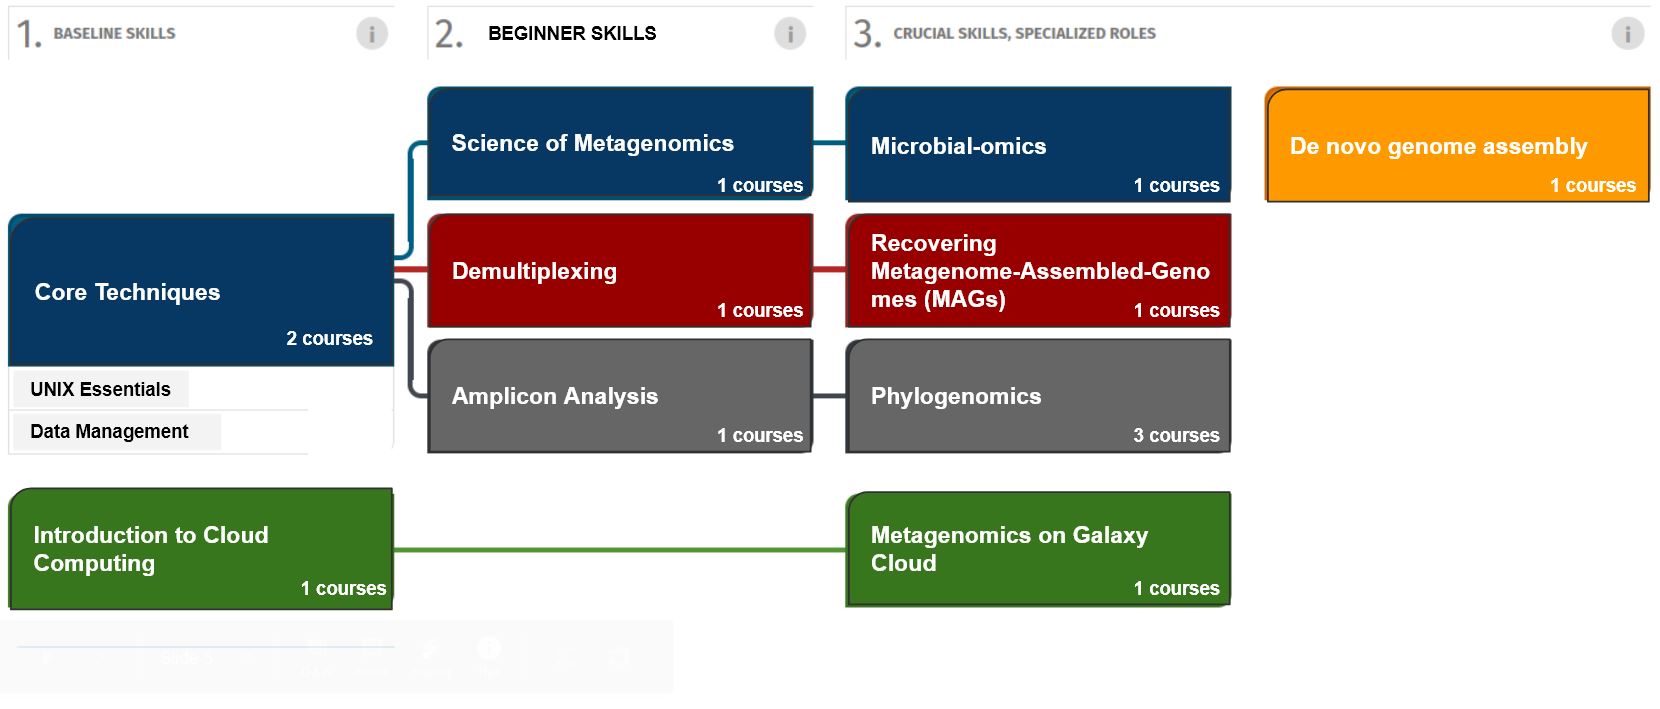 1. BASELINE SKILLS
i
2. BEGINNER SKILLS
i
3. CRUCIAL SKILLS, SPECIALIZED ROLES
i
Core Techniques
2 courses
UNIX Essentials
Data Management
Introduction to Cloud
Computing
1 courses
Science of Metagenomics
1 courses
Demultiplexing
1 courses
Amplicon Analysis
1 courses
Microbial-omics
1 courses
Recovering
Metagenome-Assembled-Geno
mes (MAGs)
1 courses
Phylogenomics
3 courses
Metagenomics on Galaxy
Cloud
1 courses
De novo genome assembly
1 courses